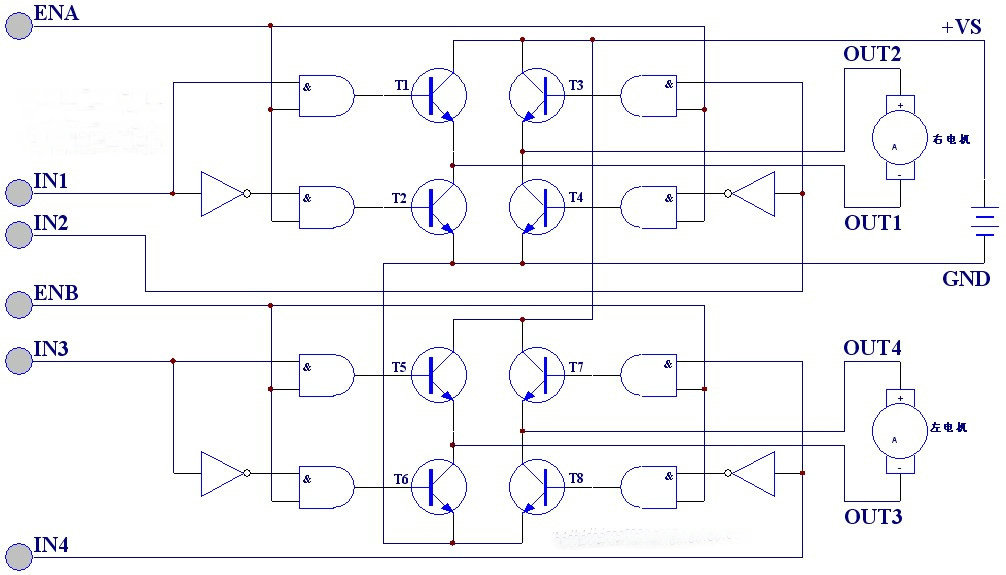 ENA
+VS
OUT2
& T1 T3 &
+
A 右电机
-
IN1
& T2 T4 &
IN2
OUT1
GND
ENB
IN3
OUT4
& T5 T7 &
+
A 左电机
-
& T6 T8 &
OUT3
IN4